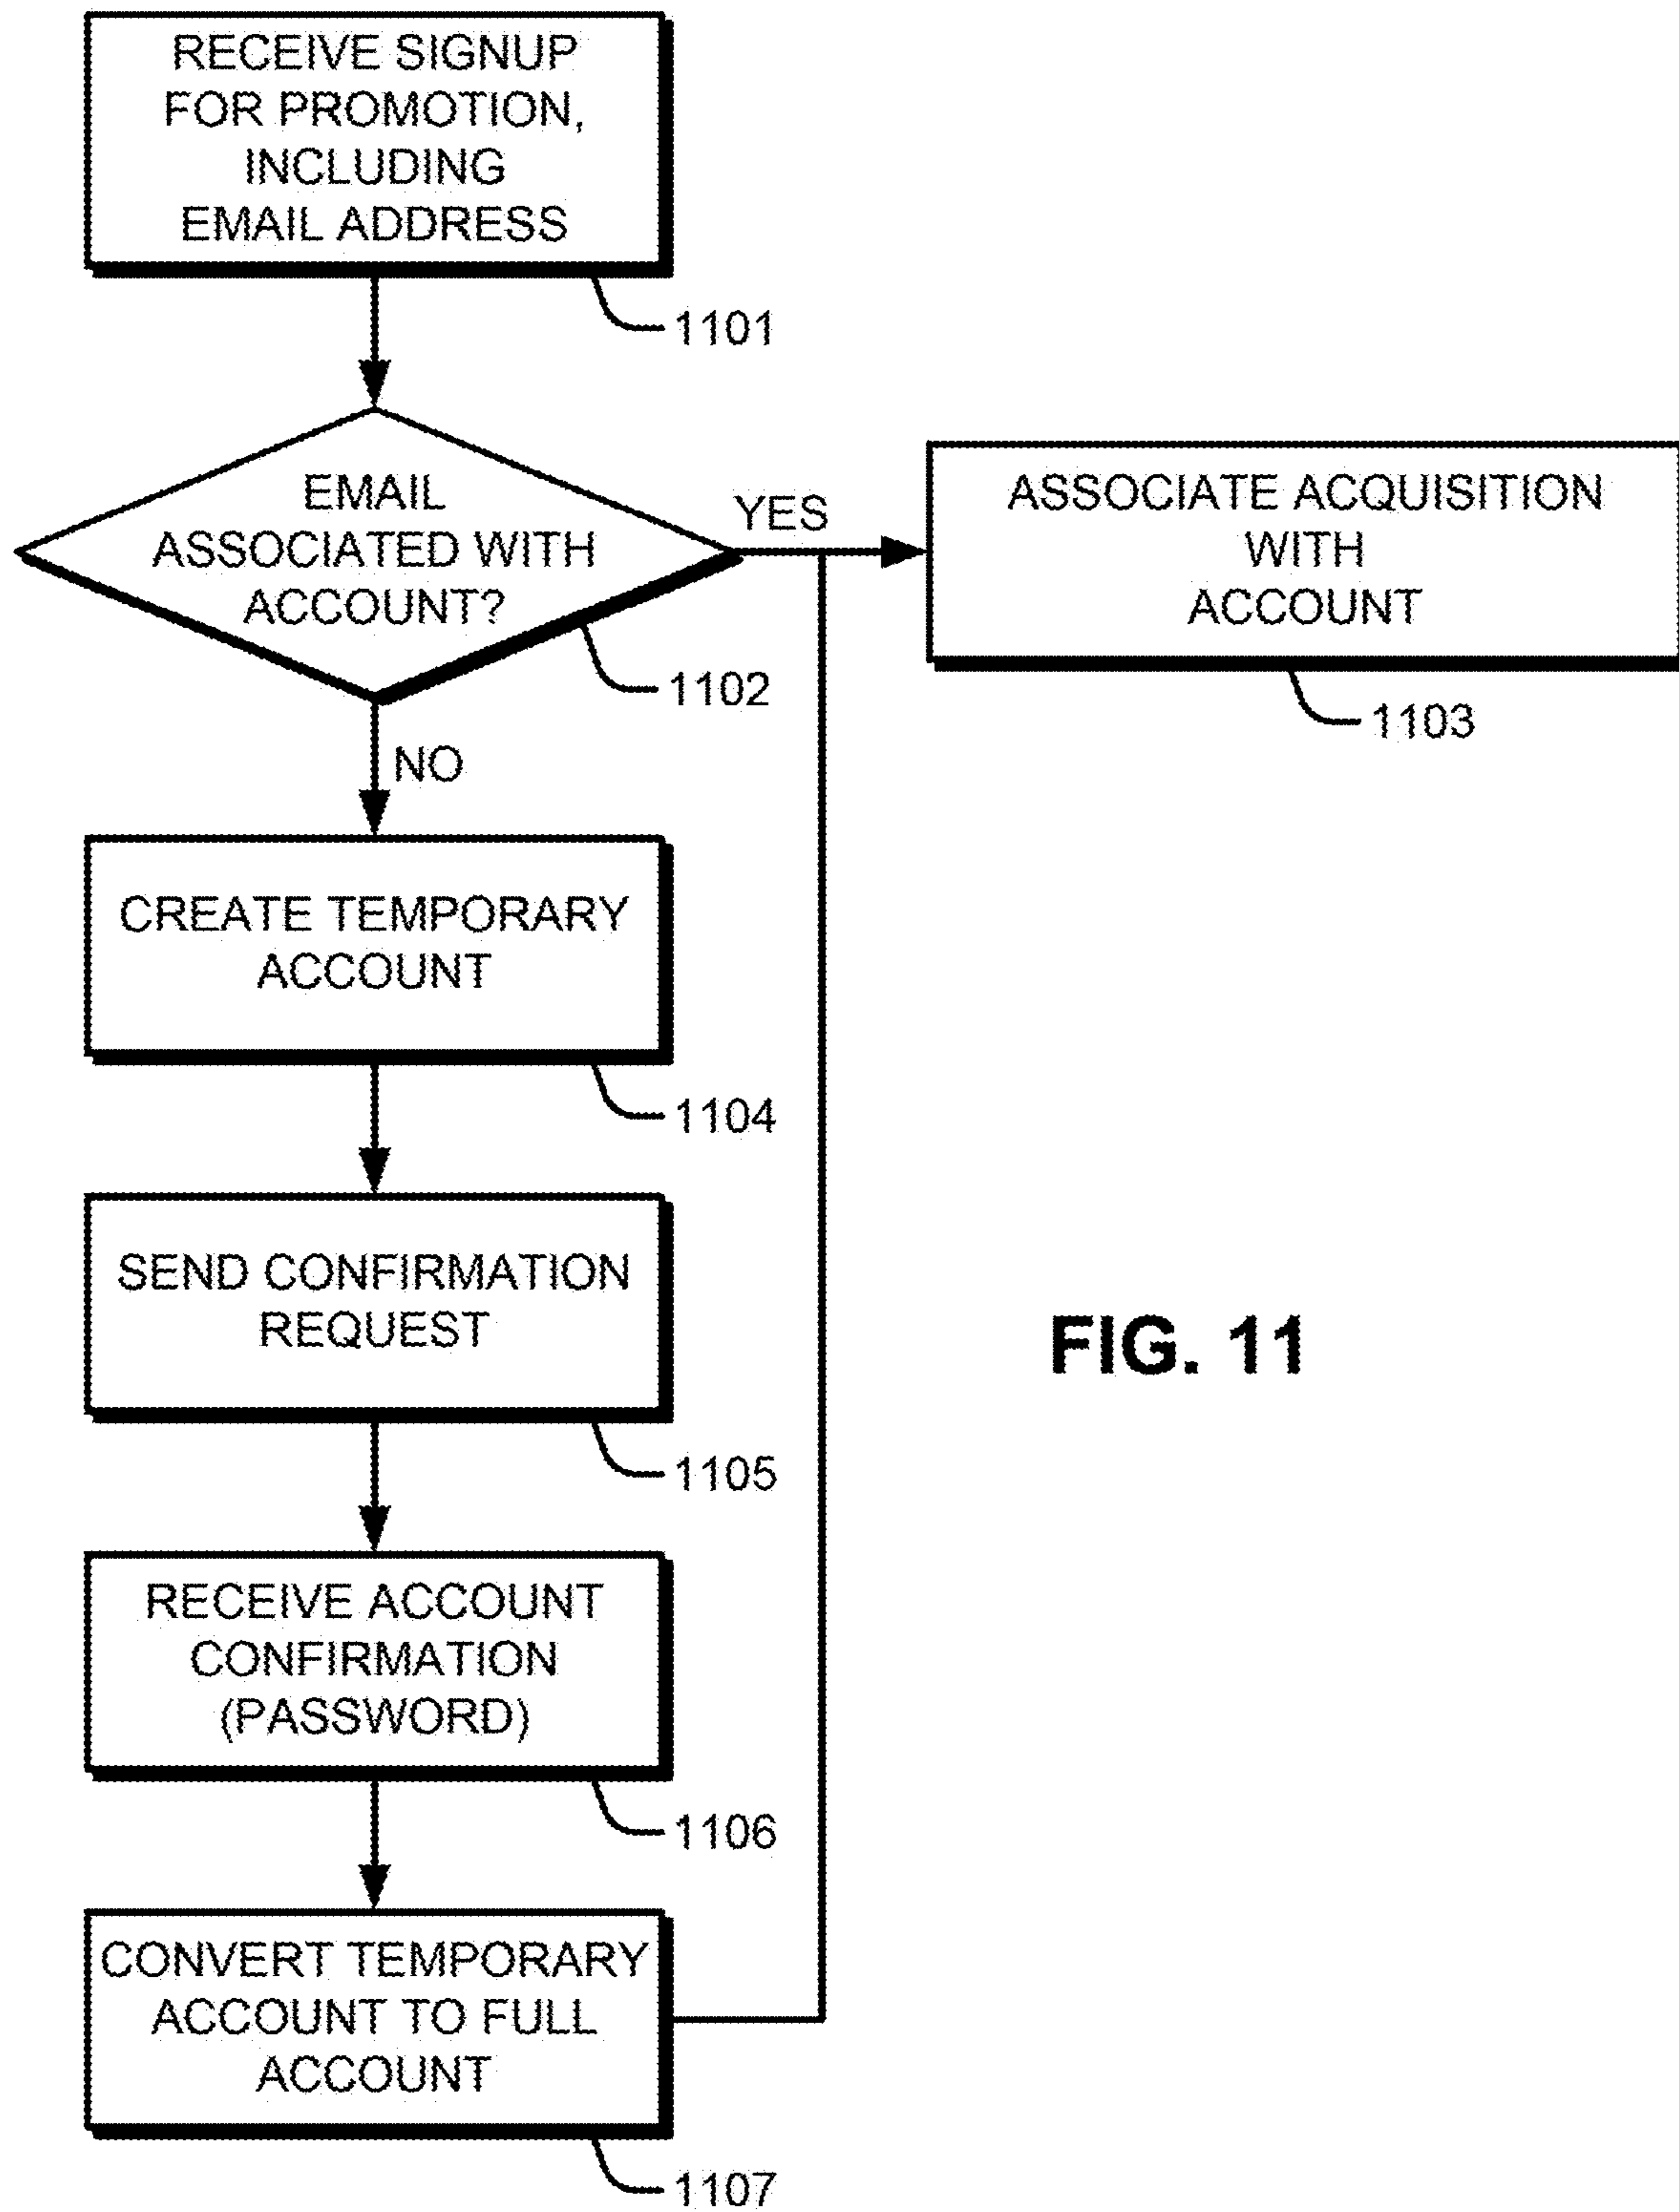 RECEIVE SIGNUP
FOR PROMOTION,
INCLUDING
EMAIL ADDRESS
1101
EMAIL
ASSOCIATED WITH
ACCOUNT?
1102
YES
ASSOCIATE ACQUISITION
WITH
ACCOUNT
1103
NO
CREATE TEMPORARY
ACCOUNT
1104
SEND CONFIRMATION
REQUEST
1105
RECEIVE ACCOUNT
CONFIRMATION
(PASSWORD)
1106
CONVERT TEMPORARY
ACCOUNT TO FULL
ACCOUNT
1107
FIG. 11